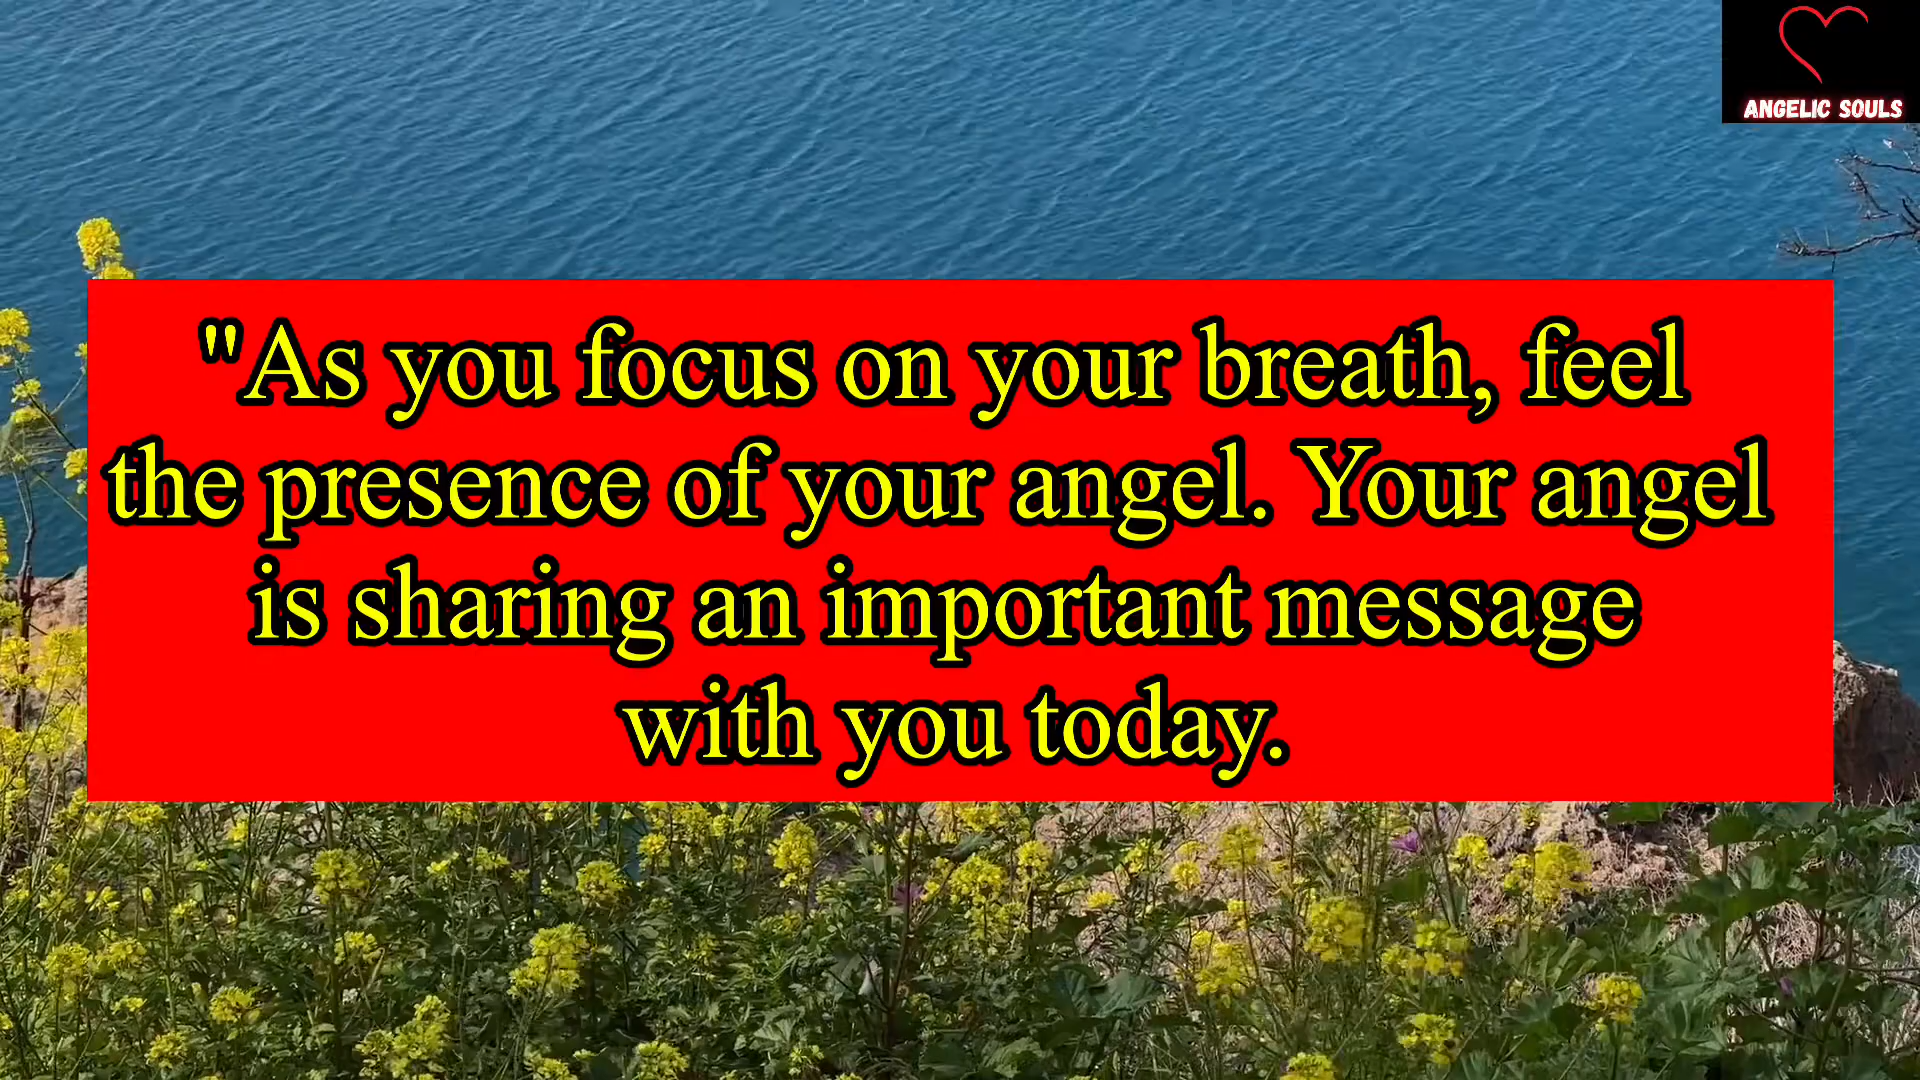 ANGELIC SOULS
"As you focus on your breath, feel
the presence of your angel. Your angel
is sharing an important message
with you today.